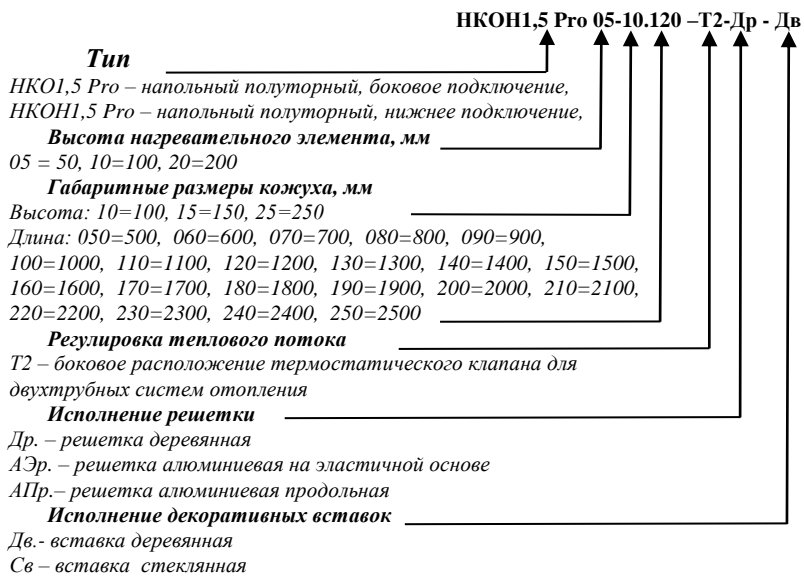 НКОН1,5 Pro 05-10.120 –Т2-Др - Дв
Тип
НКО1,5 Pro – напольный полуторный, боковое подключение,
НКОН1,5 Pro – напольный полуторный, нижнее подключение,
Высота нагревательного элемента, мм
05 = 50, 10=100, 20=200
Габаритные размеры кожуха, мм
Высота: 10=100, 15=150, 25=250
Длина: 050=500, 060=600, 070=700, 080=800, 090=900,
100=1000, 110=1100, 120=1200, 130=1300, 140=1400, 150=1500,
160=1600, 170=1700, 180=1800, 190=1900, 200=2000, 210=2100,
220=2200, 230=2300, 240=2400, 250=2500
Регулировка теплового потока
Т2 – боковое расположение термостатического клапана для
двухтрубных систем отопления
Исполнение решетки
Др. – решетка деревянная
АЭр. – решетка алюминиевая на эластичной основе
АПр.– решетка алюминиевая продольная
Исполнение декоративных вставок
Дв.- вставка деревянная
Св – вставка стеклянная